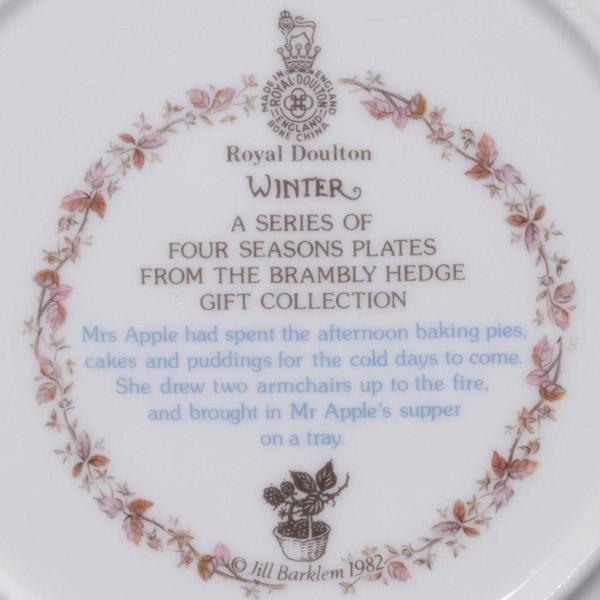 MADE IN ENGLAND
ROYAL·DOULTON
ENGLAND
BONE CHINA
Royal Doulton
WINTER
A SERIES OF
FOUR SEASONS PLATES
FROM THE BRAMBLY HEDGE
GIFT COLLECTION
Mrs Apple had spent the afternoon baking pies,
cakes and puddings for the cold days to come.
She drew two armchairs up to the fire,
and brought in Mr Apple's supper
on a tray.
© Jill Barklem 1982